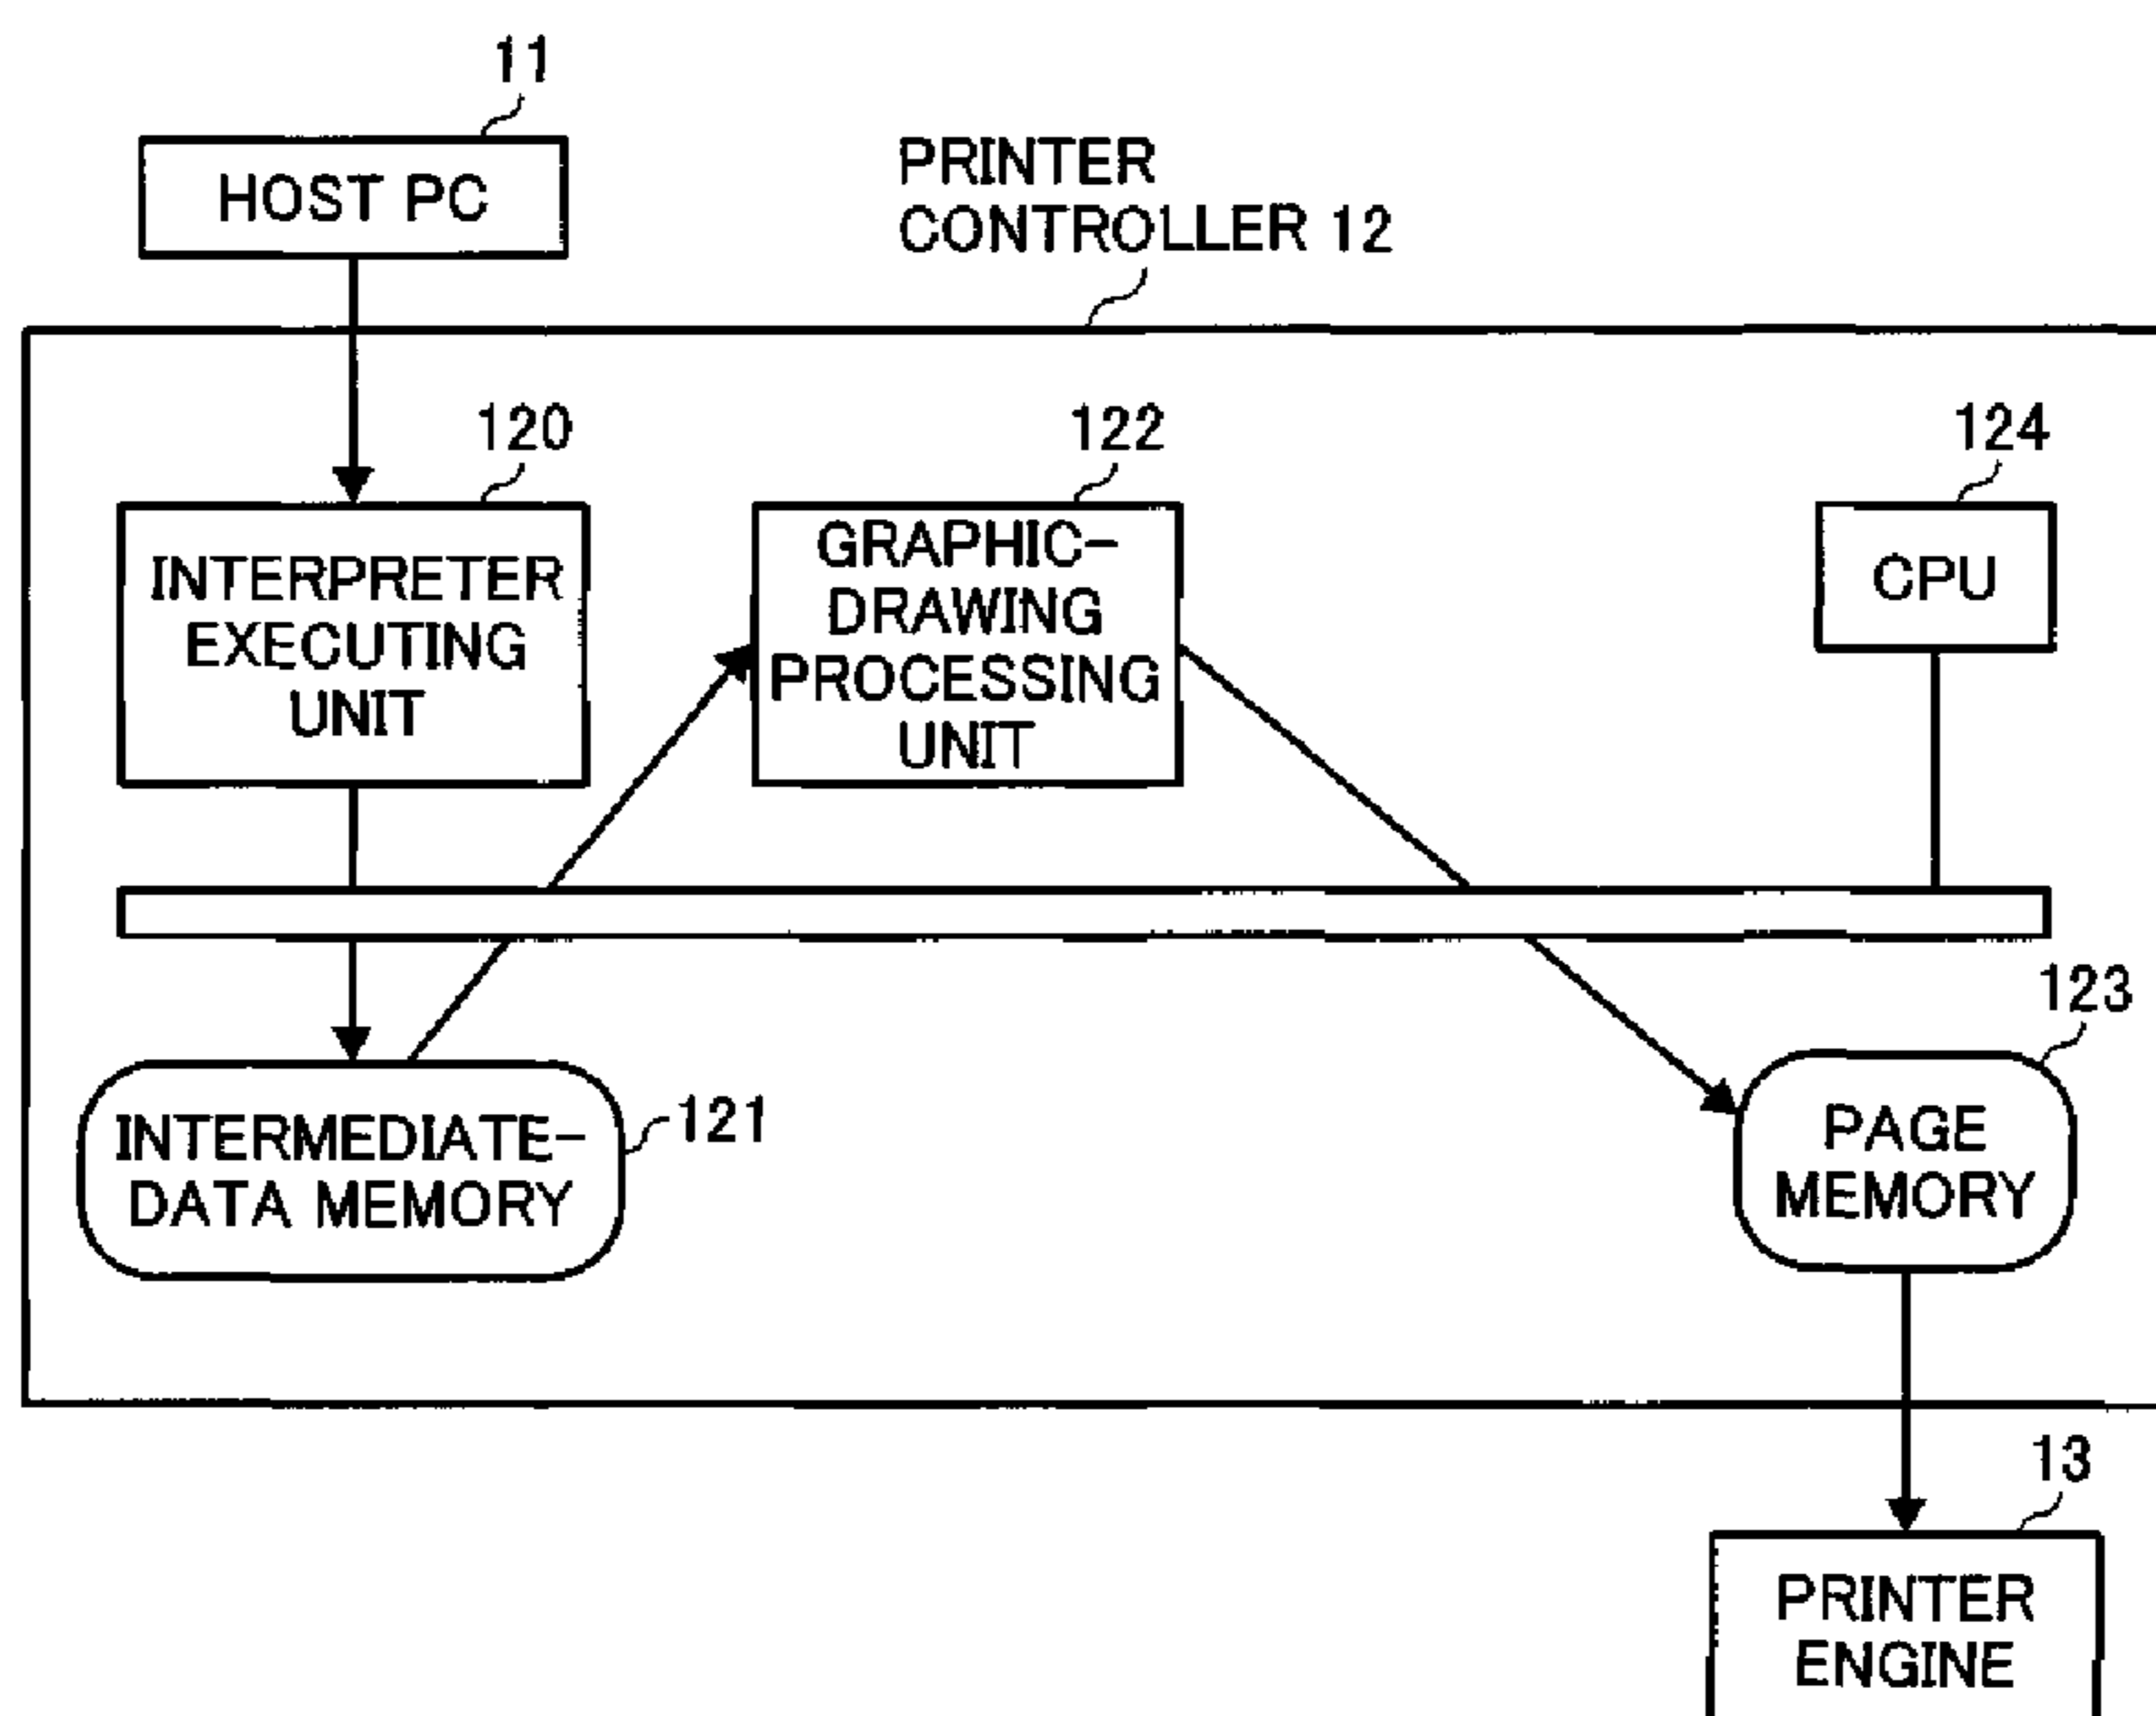 11
HOST PC
PRINTER
CONTROLLER 12
120
INTERPRETER
EXECUTING
UNIT
122
GRAPHIC-
DRAWING
PROCESSING
UNIT
124
CPU
121
INTERMEDIATE-
DATA MEMORY
123
PAGE
MEMORY
13
PRINTER
ENGINE